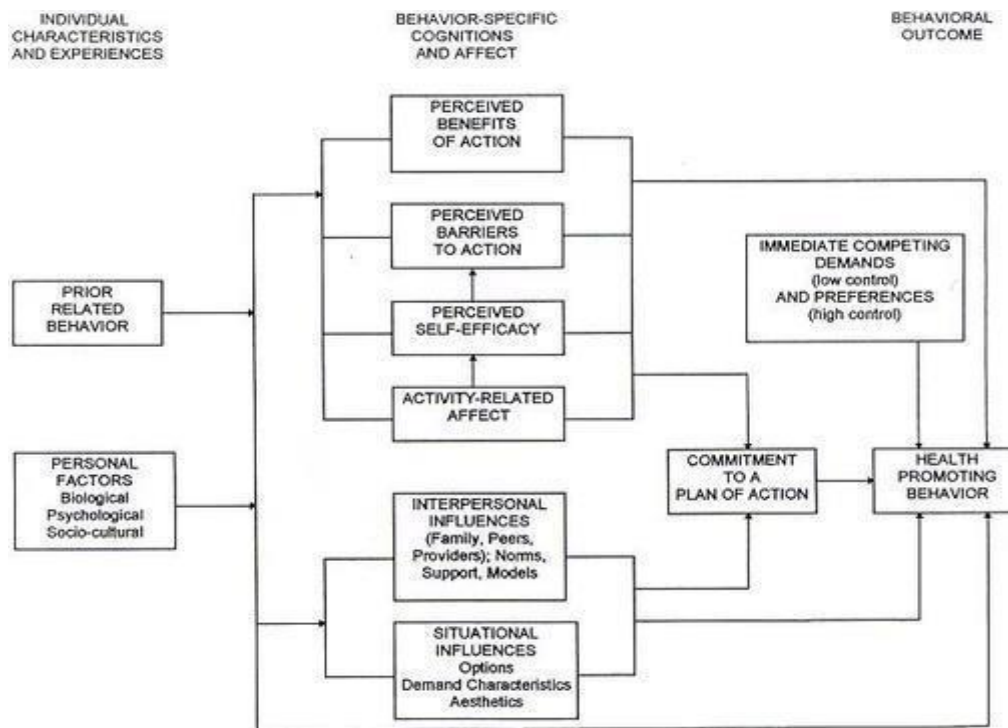 INDIVIDUAL
CHARACTERISTICS
AND EXPERIENCES
BEHAVIOR-SPECIFIC
COGNITIONS
AND AFFECT
BEHAVIORAL
OUTCOME
PERCEIVED
BENEFITS
OF ACTION
PERCEIVED
BARRIERS
TO ACTION
PERCEIVED
SELF-EFFICACY
ACTIVITY-RELATED
AFFECT
PRIOR
RELATED
BEHAVIOR
PERSONAL
FACTORS
Biological
Psychological
Socio-cultural
INTERPERSONAL
INFLUENCES
(Family, Peers,
Providers); Norms,
Support, Models
SITUATIONAL
INFLUENCES
Options
Demand Characteristics
Aesthetics
IMMEDIATE COMPETING
DEMANDS
(low control)
AND PREFERENCES
(high control)
COMMITMENT
TO A
PLAN OF ACTION
HEALTH
PROMOTING
BEHAVIOR